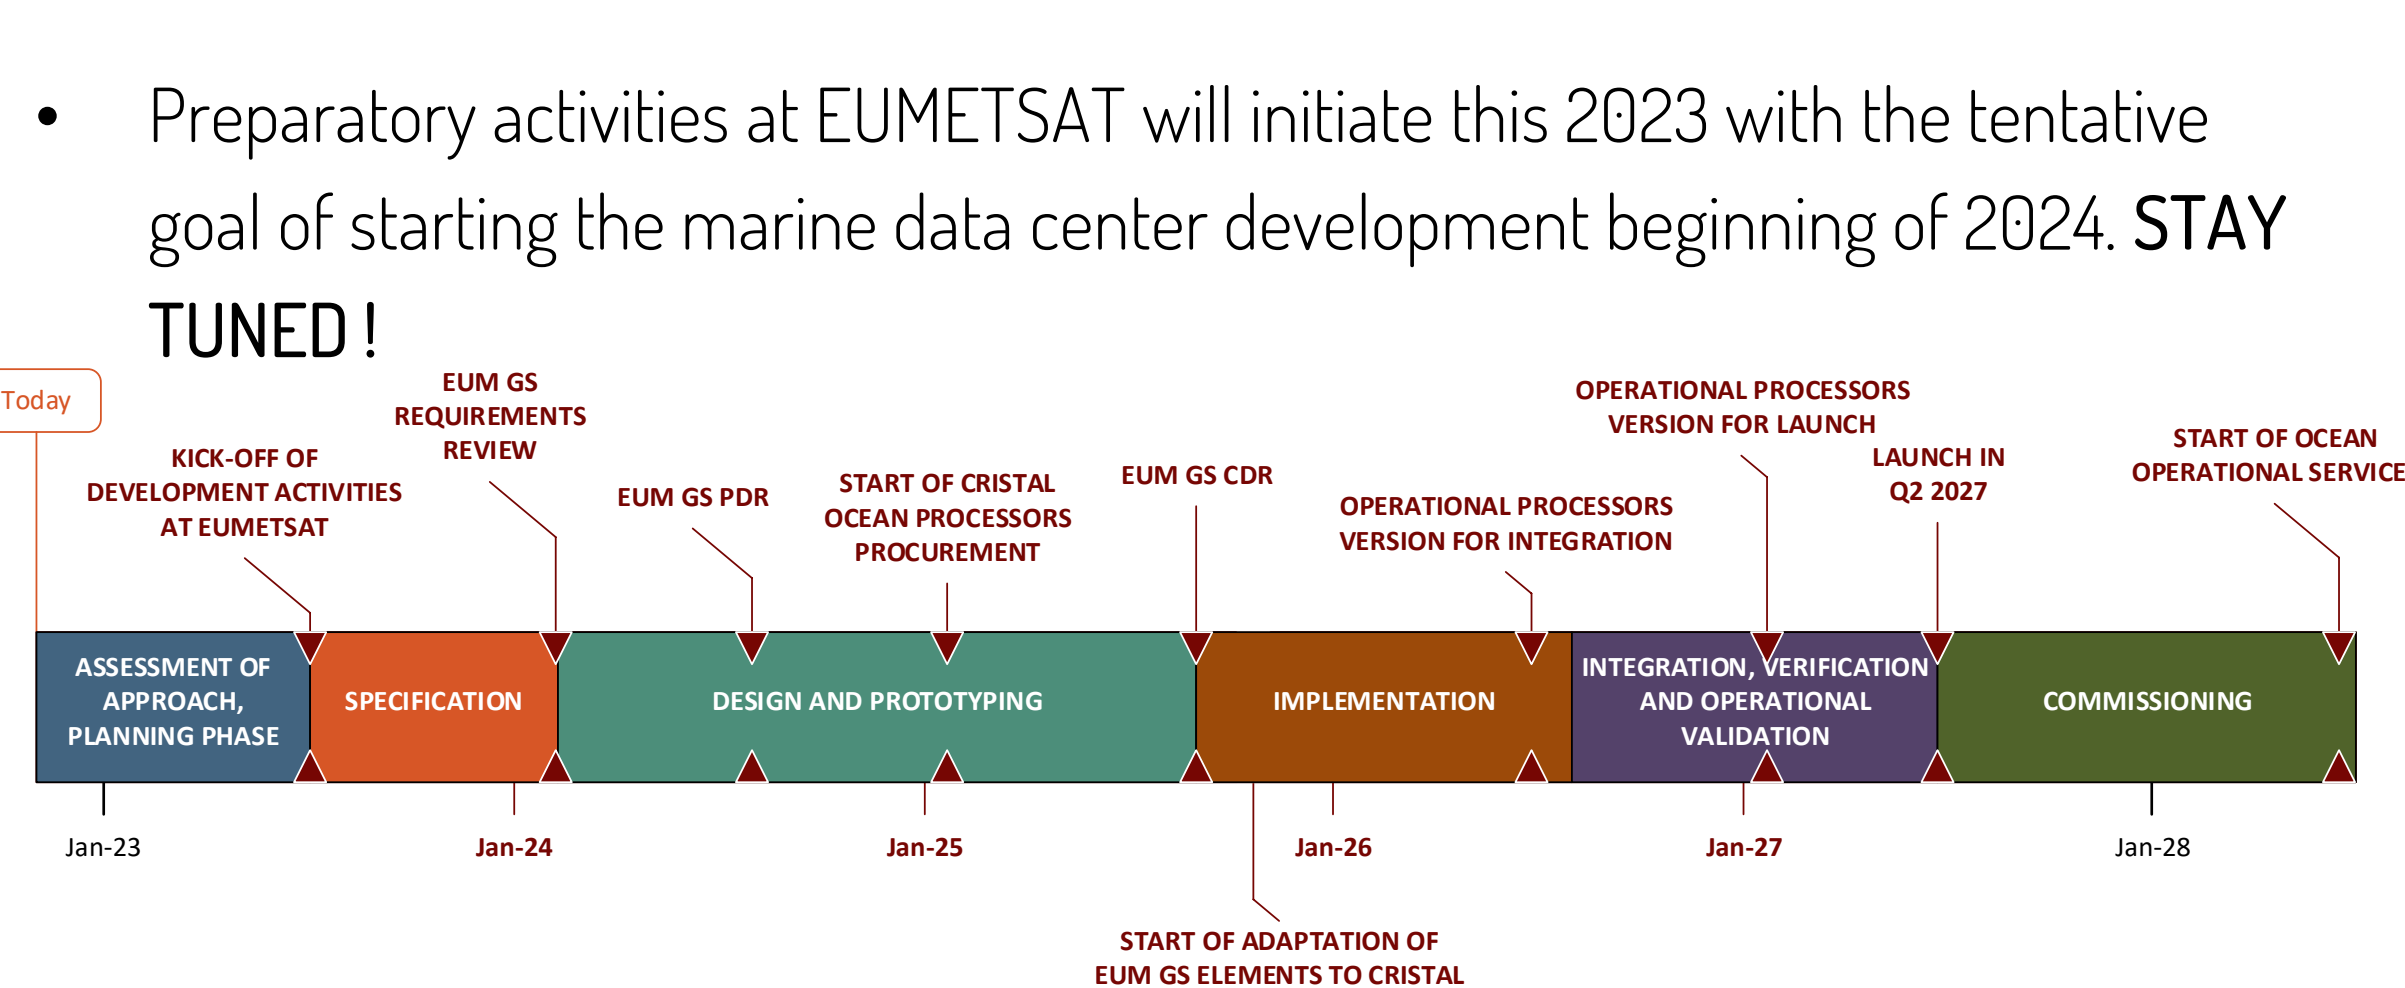 • Preparatory activities at EUMETSAT will initiate this 2023 with the tentative
goal of starting the marine data center development beginning of 2024. STAY
TUNED !
Today
KICK-OFF OF
DEVELOPMENT ACTIVITIES
AT EUMETSAT
EUM GS
REQUIREMENTS
REVIEW
EUM GS PDR
START OF CRISTAL
OCEAN PROCESSORS
PROCUREMENT
EUM GS CDR
OPERATIONAL PROCESSORS
VERSION FOR INTEGRATION
OPERATIONAL PROCESSORS
VERSION FOR LAUNCH
LAUNCH IN
Q2 2027
START OF OCEAN
OPERATIONAL SERVICE
ASSESSMENT OF
APPROACH,
PLANNING PHASE
SPECIFICATION
DESIGN AND PROTOTYPING
IMPLEMENTATION
INTEGRATION, VERIFICATION
AND OPERATIONAL
VALIDATION
COMMISSIONING
Jan-23
Jan-24
Jan-25
Jan-26
Jan-27
Jan-28
START OF ADAPTATION OF
EUM GS ELEMENTS TO CRISTAL